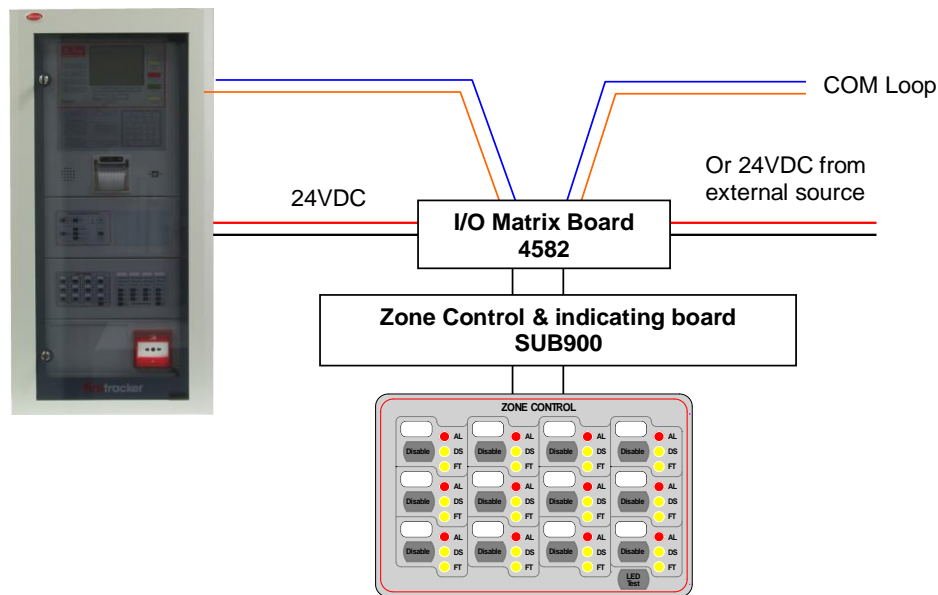 COM Loop
Or 24VDC from
external source
24VDC
I/O Matrix Board
4582
Zone Control & indicating board
SUB900
tracker
ZONE CONTROL
AL AL AL AL
Disable DS Disable DS Disable DS Disable DS
FT FT FT FT
AL AL AL AL
Disable DS Disable DS Disable DS Disable DS
FT FT FT FT
AL AL AL AL
Disable DS Disable DS Disable DS Disable DS
FT FT FT FT
LED
Test